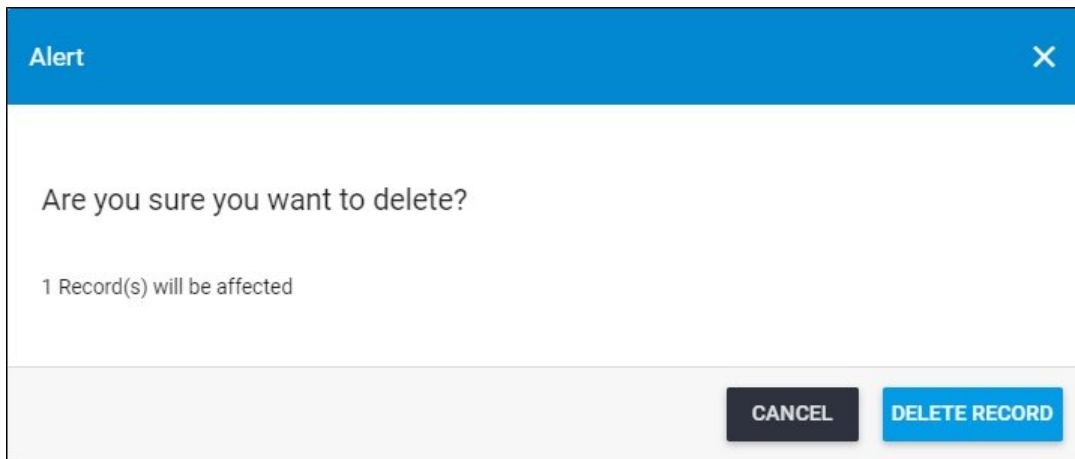 Alert
Are you sure you want to delete?
1 Record(s) will be affected
CANCEL
DELETE RECORD